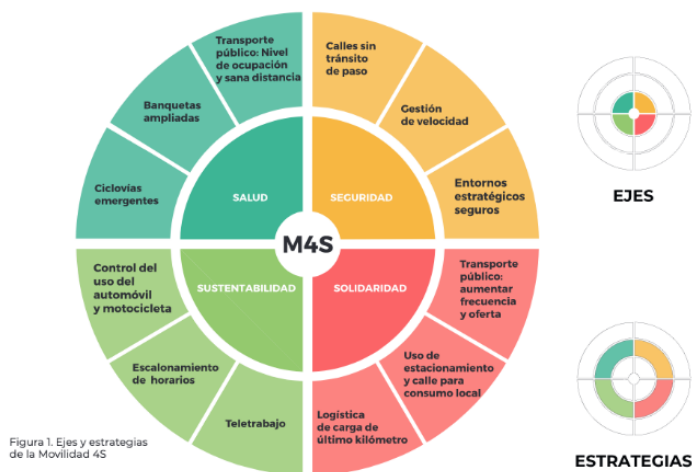 Transporte
público: Nivel
de ocupación
y sana distancia
Banquetas
ampliadas
Ciclovías
emergentes
Calles sin
tránsito
de paso
Gestión
de velocidad
Entornos
estratégicos
seguros
SALUD
SEGURIDAD
M4S
SUSTENTABILIDAD
SOLIDARIDAD
Control del
uso del
automóvil
y motocicleta
Escalonamiento
de horarios
Teletrabajo
Transporte
público:
aumentar
frecuencia
y oferta
Uso de
estacionamiento
y calle para
consumo local
Logística
de carga de
último kilómetro
EJES
ESTRATEGIAS
Figura 1. Ejes y estrategias
de la Movilidad 4S